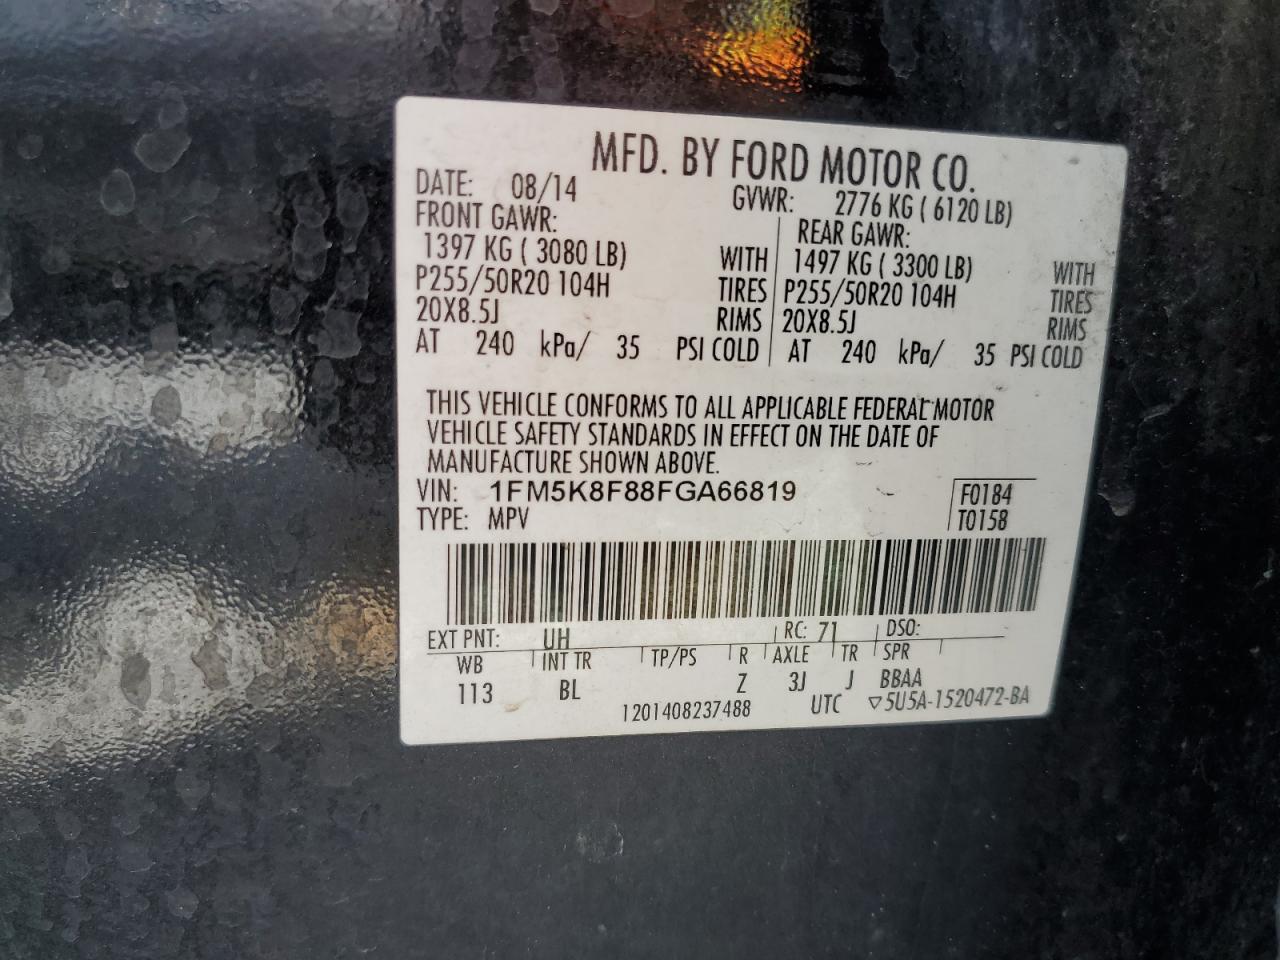 MFD. BY FORD MOTOR CO.
DATE: 08/14 GVWR: 2776 KG ( 6120 LB)
FRONT GAWR: REAR GAWR:
1397 KG ( 3080 LB) WITH 1497 KG ( 3300 LB) WITH
P255/50R20 104H TIRES P255/50R20 104H TIRES
20X8.5J RIMS 20X8.5J RIMS
AT 240 kPa/ 35 PSI COLD AT 240 kPa/ 35 PSI COLD
THIS VEHICLE CONFORMS TO ALL APPLICABLE FEDERAL MOTOR
VEHICLE SAFETY STANDARDS IN EFFECT ON THE DATE OF
MANUFACTURE SHOWN ABOVE.
VIN: 1FM5K8F88FGA66819 F0184
TYPE: MPV T0158
EXT PNT: UH RC: 71 DSO:
WB INT TR TP/PS R AXLE TR SPR
113 BL Z 3J J BBAA
1201408237488 UTC ▽5U5A-1520472-BA